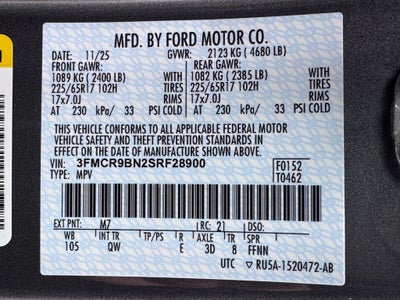 MFD. BY FORD MOTOR CO.
DATE: 11/25 GVWR: 2123 KG ( 4680 LB)
FRONT GAWR: REAR GAWR:
1089 KG ( 2400 LB) 1082 KG ( 2385 LB)
225/65R17 102H TIRES 225/65R17 102H
17x7.0J RIMS 17x7.0J
AT 230 kPa/ 33 PSI COLD AT 230 kPa/ 33 PSI COLD
THIS VEHICLE CONFORMS TO ALL APPLICABLE FEDERAL MOTOR
VEHICLE SAFETY AND THEFT PREVENTION STANDARDS IN
EFFECT ON THE DATE OF MANUFACTURE SHOWN ABOVE.
VIN: 3FMCR9BN2SRF28900 F0152
TYPE: MPV T0462
EXT PNT: M7 RC: 21 DSO:
WB INT TR TP/PS R AXLE TR SPR
105 QW E 3D 8 FFNN
UTC RU5A-1520472-AB